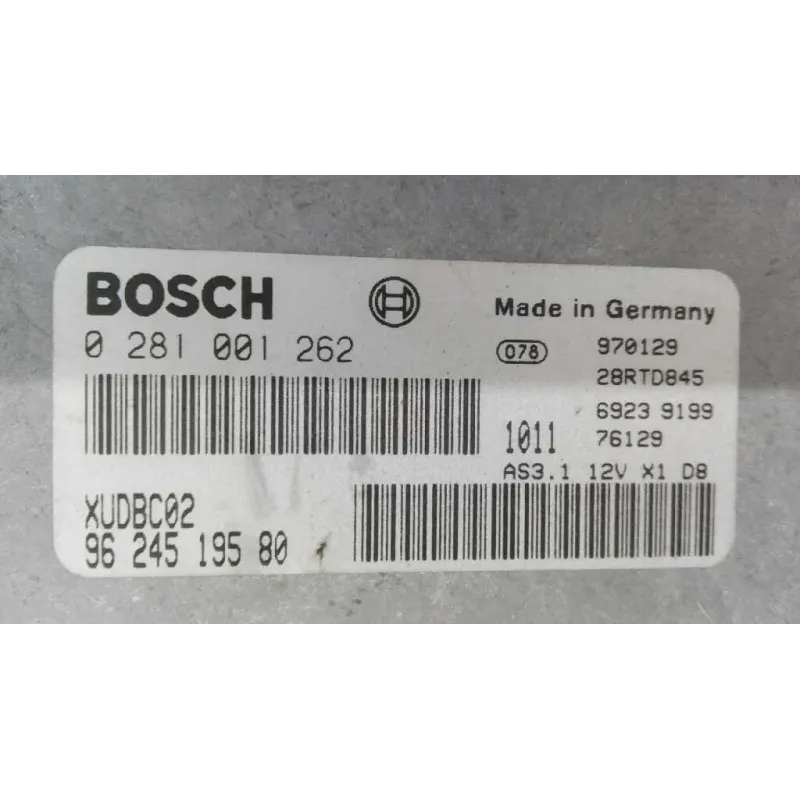 BOSCH
Made in Germany
0 281 001 262
078
970129
28RTD845
6923 9199
1011
76129
AS3.1 12V X1 D8
XUDBC02
96 245 195 80